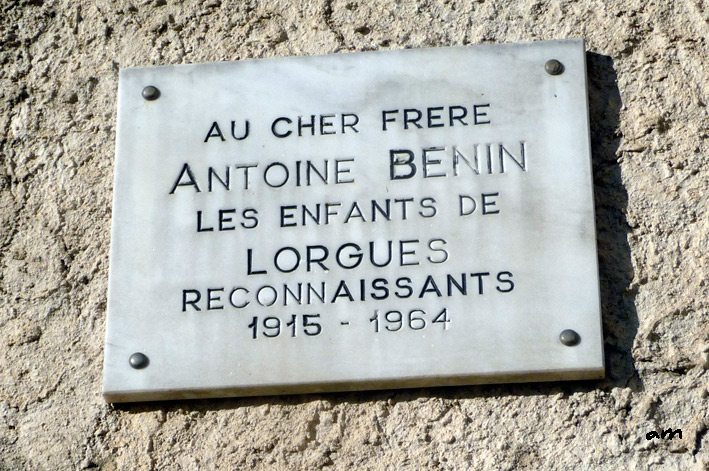 AU CHER FRERE
ANTOINE BENIN
LES ENFANTS DE
LORGUES
RECONNAISSANTS
1915 - 1964
am